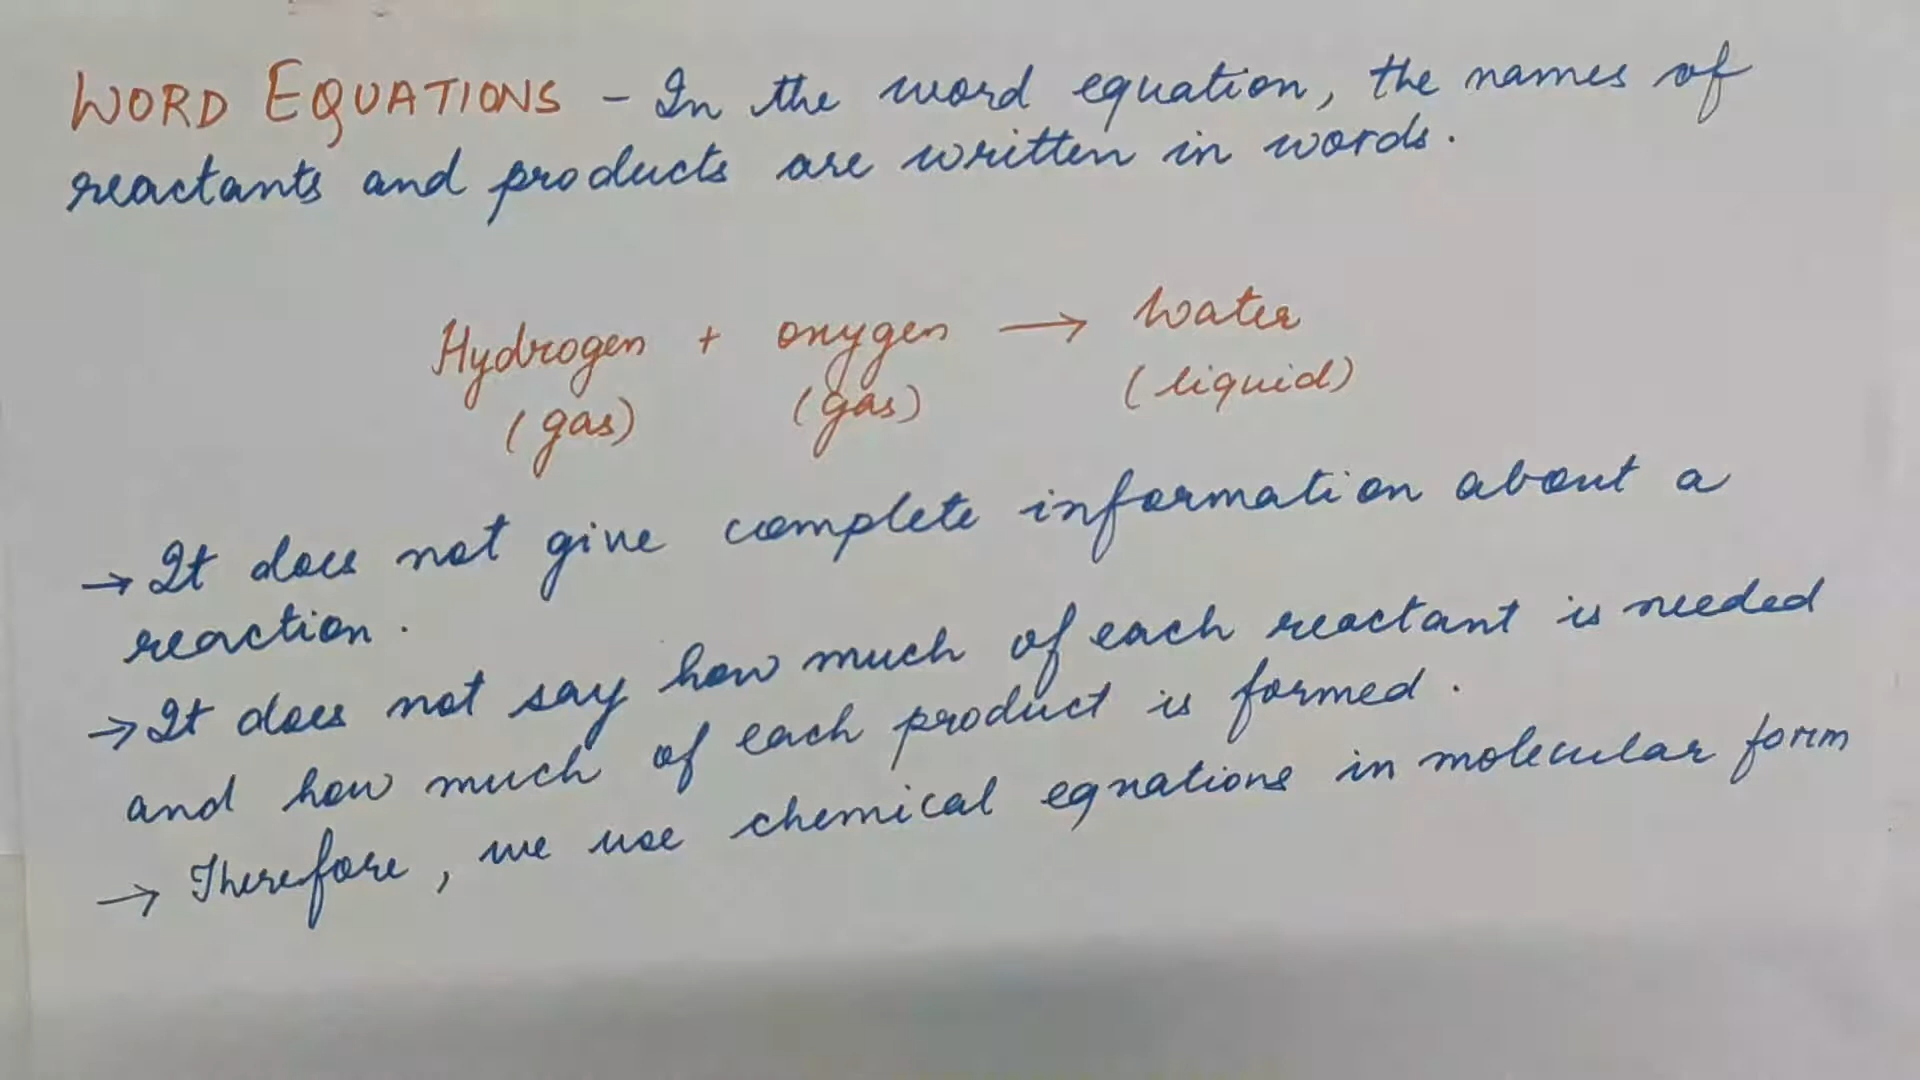 WORD EQUATIONS - In the word equation, the names of
reactants and products are written in words.
Hydrogen + oxygen → Water
(gas) (gas) (liquid)
→ It does not give complete information about a
reaction.
→ It does not say how much of each reactant is needed
and how much of each product is formed.
→ Therefore, we use chemical equations in molecular form